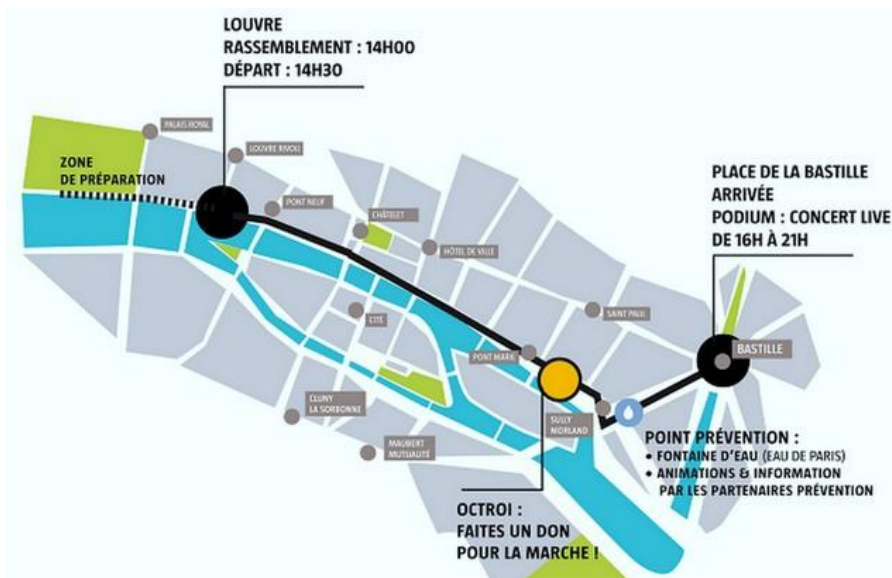 LOUVRE
RASSEMBLEMENT : 14H00
DÉPART : 14H30
PALAIS ROYAL
LOUVRE RIVOLI
ZONE
DE PRÉPARATION
PONT NEUF
CHÂTELET
HÔTEL DE VILLE
PLACE DE LA BASTILLE
ARRIVÉE
PODIUM : CONCERT LIVE
DE 16H À 21H
SAINT PAUL
CITÉ
PONT MARIE
BASTILLE
CLUNY
LA SORBONNE
SULLY
MORLAND
MAUBERT
MUTUALITÉ
POINT PRÉVENTION :
• FONTAINE D'EAU (EAU DE PARIS)
• ANIMATIONS & INFORMATION
PAR LES PARTENAIRES PRÉVENTION
OCTROI :
FAITES UN DON
POUR LA MARCHE !